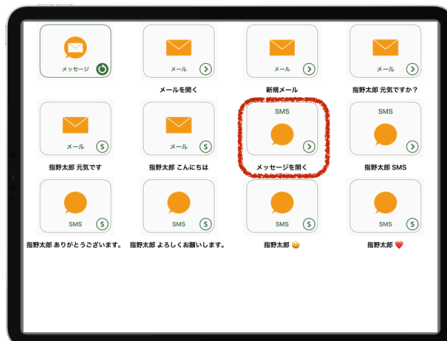 メッセージ
メール
メールを開く
メール
新規メール
メール
指野太郎 元気ですか？
メール S
指野太郎 元気です
メール S
指野太郎 こんにちは
SMS
メッセージを開く
SMS
指野太郎 SMS
SMS S
指野太郎 ありがとうございます。
SMS S
指野太郎 よろしくお願いします。
SMS S
指野太郎 😀
SMS S
指野太郎 ❤️